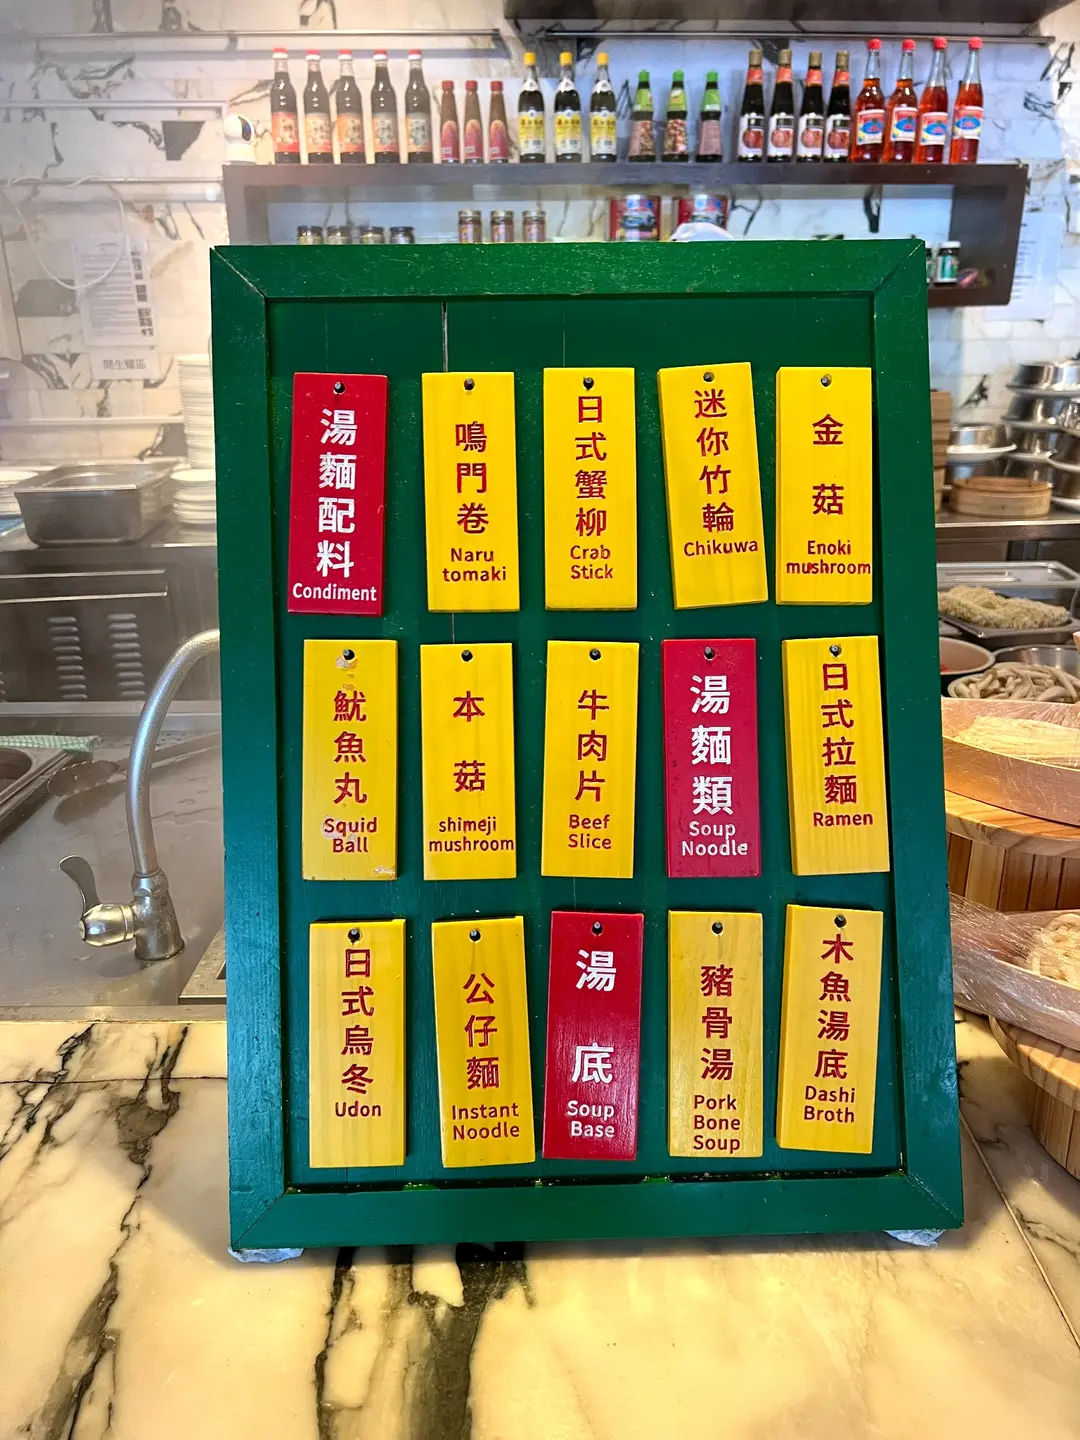 湯麵配料
Condiment
鳴門卷
Naru
tomaki
日式蟹柳
Crab
Stick
迷你竹輪
Chikuwa
金菇
Enoki
mushroom
魷魚丸
Squid
Ball
本菇
shimeji
mushroom
牛肉片
Beef
Slice
湯麵類
Soup
Noodle
日式拉麵
Ramen
日式烏冬
Udon
公仔麵
Instant
Noodle
湯底
Soup
Base
豬骨湯
Pork
Bone
Soup
木魚湯底
Dashi
Broth